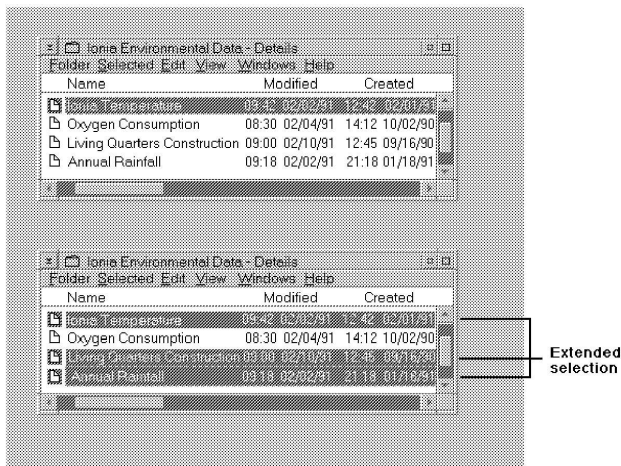 Ionia Environmental Data - Details
Folder Selected Edit View Windows Help
Name Modified Created
Ionia Temperature 09:42 02/02/91 12:42 02/01/91
Oxygen Consumption 08:30 02/04/91 14:12 10/02/90
Living Quarters Construction 09:00 02/10/91 12:45 09/16/90
Annual Rainfall 09:18 02/02/91 21:18 01/18/91
Ionia Environmental Data - Details
Folder Selected Edit View Windows Help
Name Modified Created
Ionia Temperature 09:42 02/02/91 12:42 02/01/91
Oxygen Consumption 08:30 02/04/91 14:12 10/02/90
Living Quarters Construction 09:00 02/10/91 12:45 09/16/90
Annual Rainfall 09:18 02/02/91 21:18 01/18/91
Extended
selection